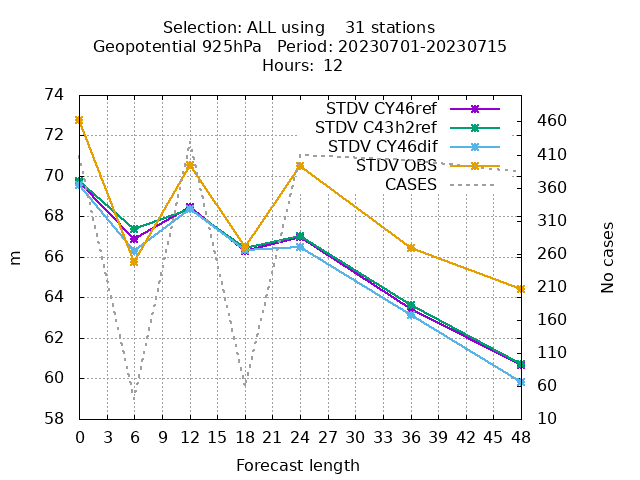 Selection: ALL using    31 stations
Geopotential 925hPa   Period: 20230701-20230715
Hours:  12
STDV CY46ref
STDV C43h2ref
STDV CY46dif
STDV OBS
CASES
74
72
70
68
66
64
62
60
58
m
460
410
360
310
260
210
160
110
60
10
No cases
0 3 6 9 12 15 18 21 24 27 30 33 36 39 42 45 48
Forecast length